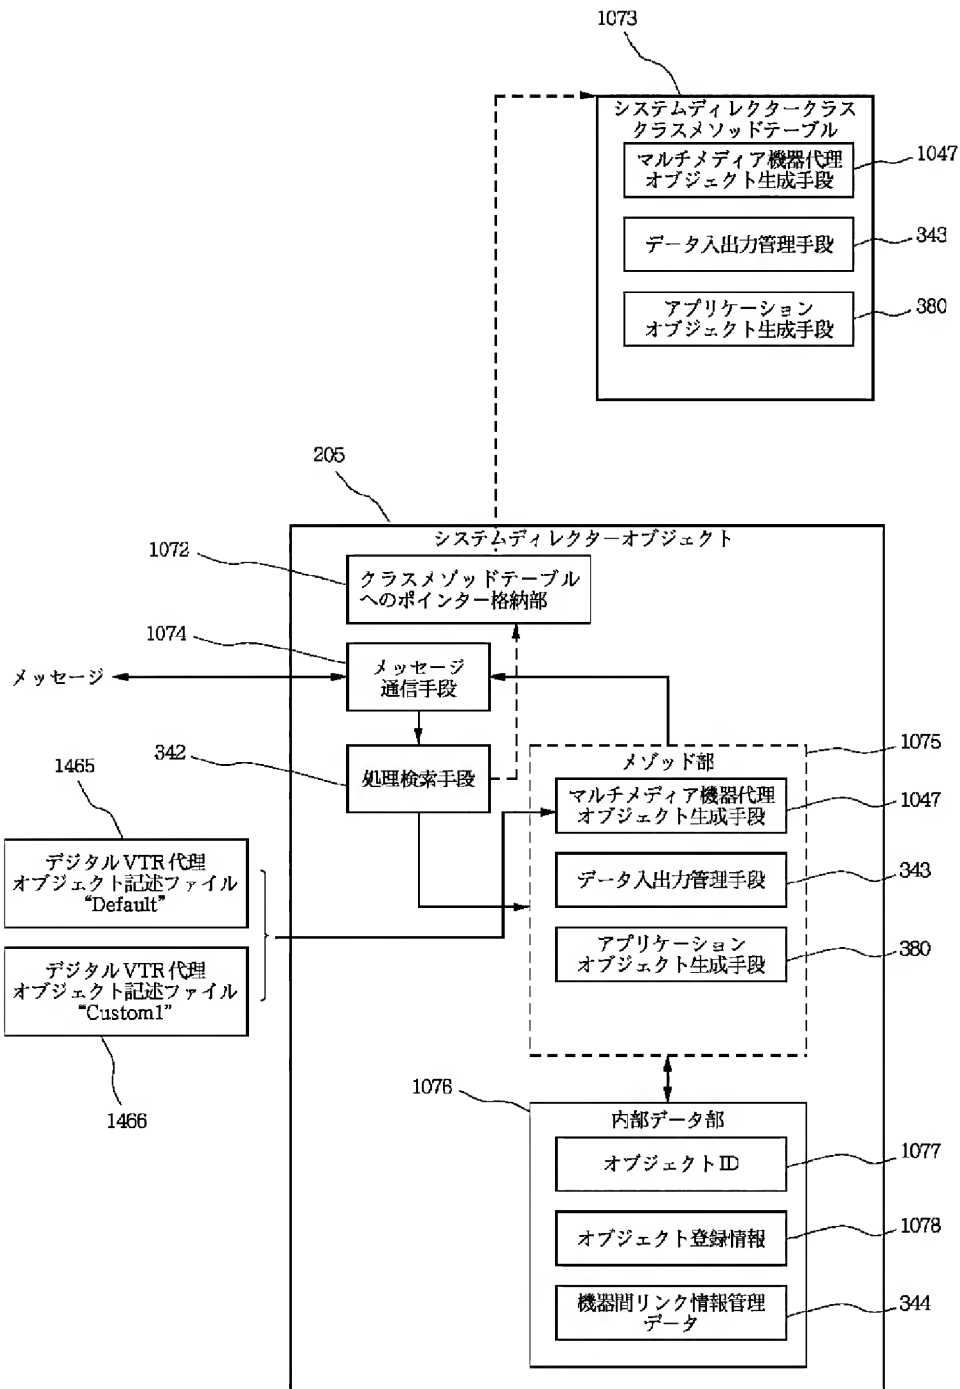 1073
システムディレクタークラス
クラスメソッドテーブル
マルチメディア機器代理
オブジェクト生成手段
1047
データ入出力管理手段
343
アプリケーション
オブジェクト生成手段
380
205
システムディレクターオブジェクト
1072
クラスメゾッドテーブル
へのポインター格納部
1074
メッセージ
メッセージ
通信手段
342
処理検索手段
1075
メゾッド部
マルチメディア機器代理
オブジェクト生成手段
1047
データ入出力管理手段
343
アプリケーション
オブジェクト生成手段
380
1465
デジタルVTR代理
オブジェクト記述ファイル
“Default”
デジタルVTR代理
オブジェクト記述ファイル
“Custom1”
1466
1076
内部データ部
オブジェクトID
1077
オブジェクト登録情報
1078
機器間リンク情報管理
データ
344